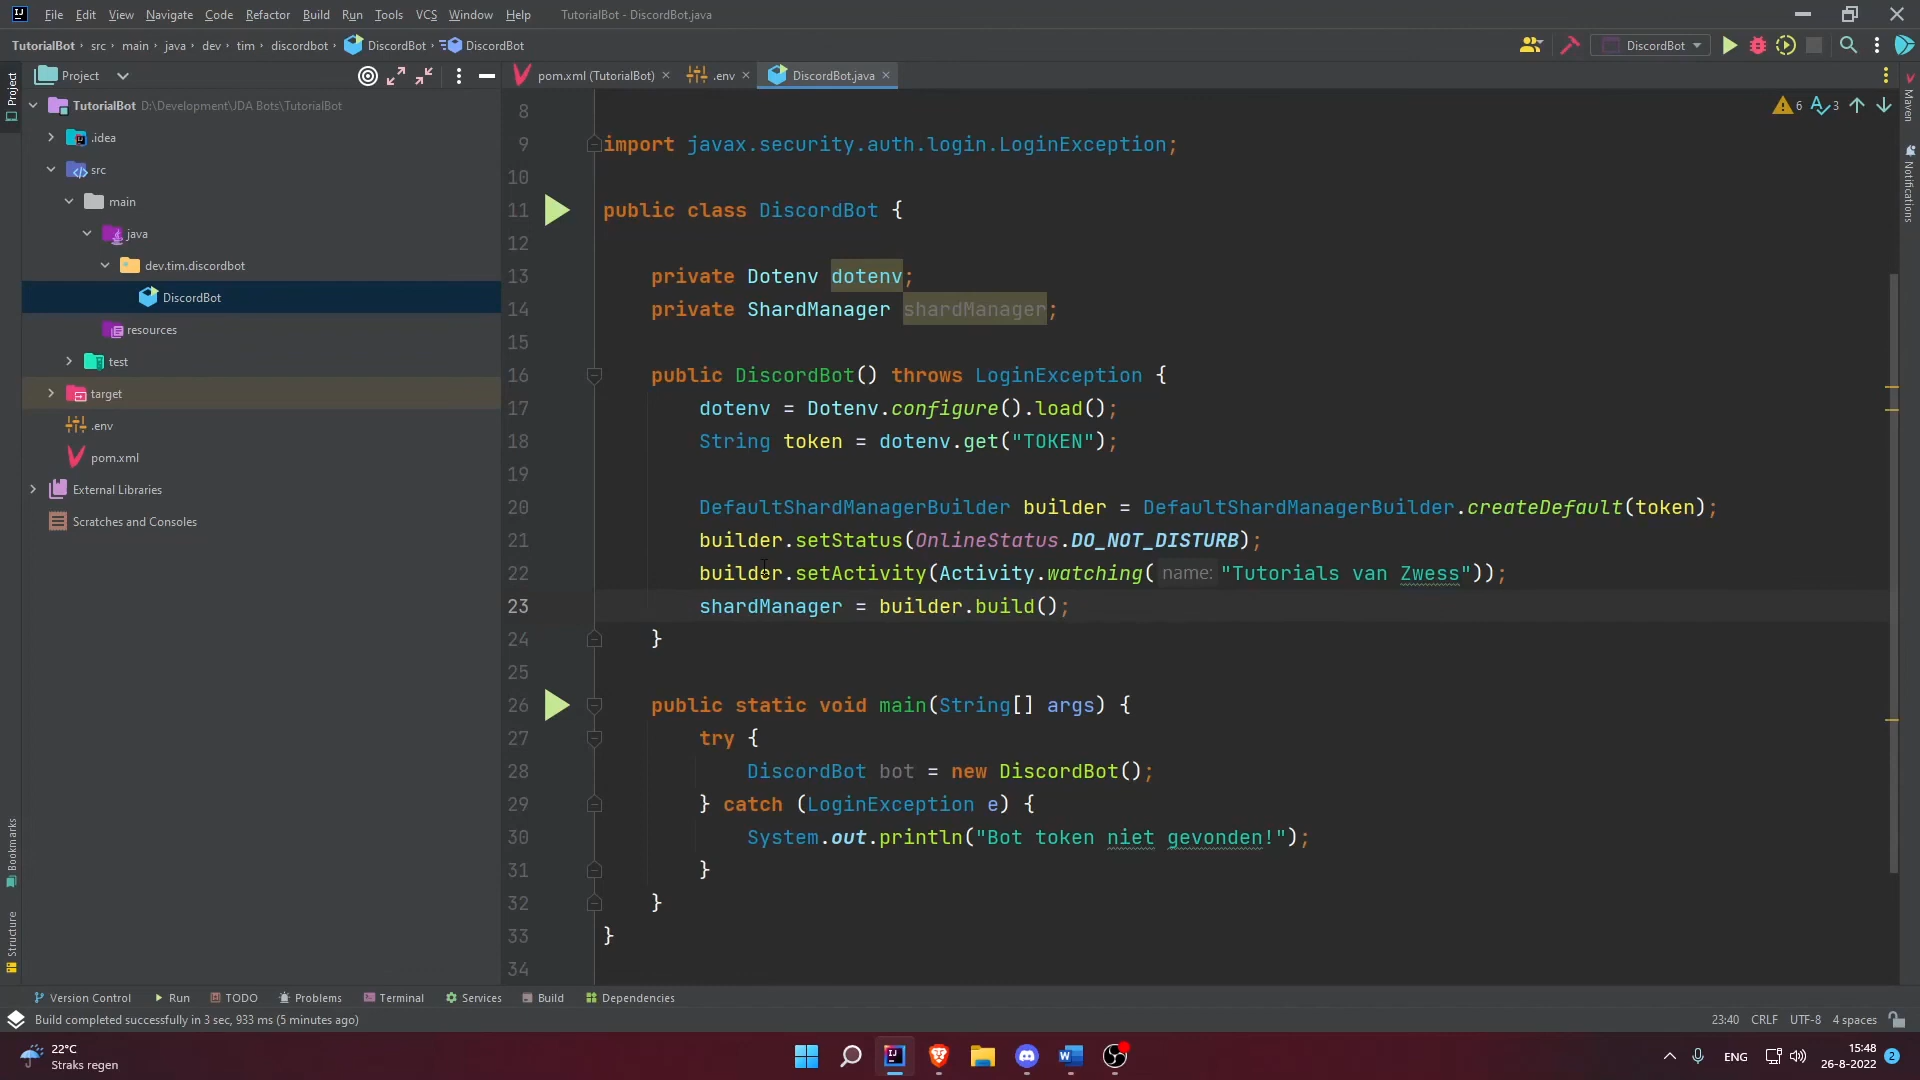 File Edit View Navigate Code Refactor Build Run Tools VCS Window Help TutorialBot - DiscordBot.java
TutorialBot src main java dev tim discordbot DiscordBot DiscordBot
DiscordBot
Project
pom.xml (TutorialBot) .env DiscordBot.java
Project
TutorialBot D:\Development\JDA Bots\TutorialBot
.idea
src
main
java
dev.tim.discordbot
DiscordBot
resources
test
target
.env
pom.xml
External Libraries
Scratches and Consoles
Bookmarks
Structure
6 3
8
9 import javax.security.auth.login.LoginException;
10
11 public class DiscordBot {
12
13 private Dotenv dotenv;
14 private ShardManager shardManager;
15
16 public DiscordBot() throws LoginException {
17 dotenv = Dotenv.configure().load();
18 String token = dotenv.get("TOKEN");
19
20 DefaultShardManagerBuilder builder = DefaultShardManagerBuilder.createDefault(token);
21 builder.setStatus(OnlineStatus.DO_NOT_DISTURB);
22 builder.setActivity(Activity.watching( name: "Tutorials van Zwess"));
23 shardManager = builder.build();
24 }
25
26 public static void main(String[] args) {
27 try {
28 DiscordBot bot = new DiscordBot();
29 } catch (LoginException e) {
30 System.out.println("Bot token niet gevonden!");
31 }
32 }
33 }
34
Maven
Notifications
Version Control Run TODO Problems Terminal Services Build Dependencies
Build completed successfully in 3 sec, 933 ms (5 minutes ago)
23:40 CRLF UTF-8 4 spaces
22°C
Straks regen
ENG
15:48
26-8-2022
2